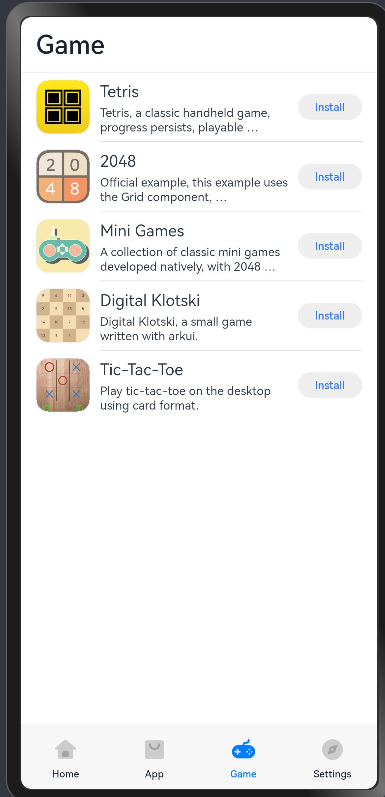 Game
Tetris
Tetris, a classic handheld game,
progress persists, playable ...
Install
2 0
4 8
2048
Official example, this example uses
the Grid component, ...
Install
Mini Games
A collection of classic mini games
developed natively, with 2048 ...
Install
Digital Klotski
Digital Klotski, a small game
written with arkui.
Install
Tic-Tac-Toe
Play tic-tac-toe on the desktop
using card format.
Install
Home
App
Game
Settings